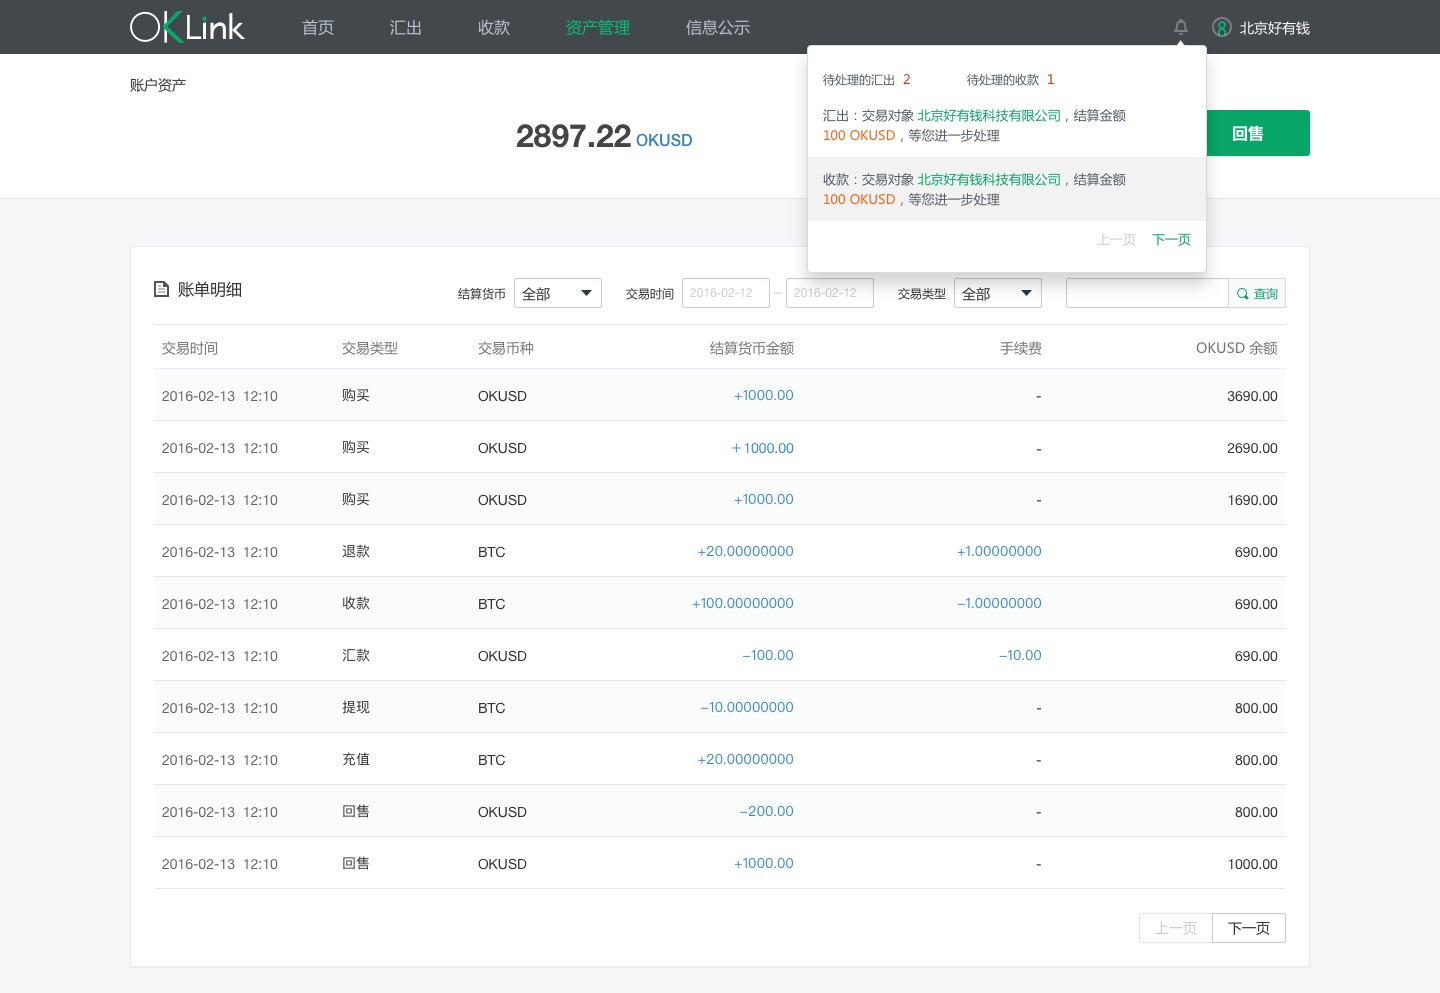 OKLink 首页 汇出 收款 资产管理 信息公示 北京好有钱
账户资产
2897.22 OKUSD
回售
待处理的汇出 2 待处理的收款 1
汇出：交易对象 北京好有钱科技有限公司，结算金额
100 OKUSD，等您进一步处理
收款：交易对象 北京好有钱科技有限公司，结算金额
100 OKUSD，等您进一步处理
上一页 下一页
账单明细 结算货币 全部 交易时间 2016-02-12 – 2016-02-12 交易类型 全部 查询
交易时间 交易类型 交易币种 结算货币金额 手续费 OKUSD 余额
2016-02-13 12:10 购买 OKUSD +1000.00 - 3690.00
2016-02-13 12:10 购买 OKUSD ＋1000.00 - 2690.00
2016-02-13 12:10 购买 OKUSD +1000.00 - 1690.00
2016-02-13 12:10 退款 BTC +20.00000000 +1.00000000 690.00
2016-02-13 12:10 收款 BTC +100.00000000 −1.00000000 690.00
2016-02-13 12:10 汇款 OKUSD −100.00 −10.00 690.00
2016-02-13 12:10 提现 BTC −10.00000000 - 800.00
2016-02-13 12:10 充值 BTC +20.00000000 - 800.00
2016-02-13 12:10 回售 OKUSD −200.00 - 800.00
2016-02-13 12:10 回售 OKUSD +1000.00 - 1000.00
上一页 下一页